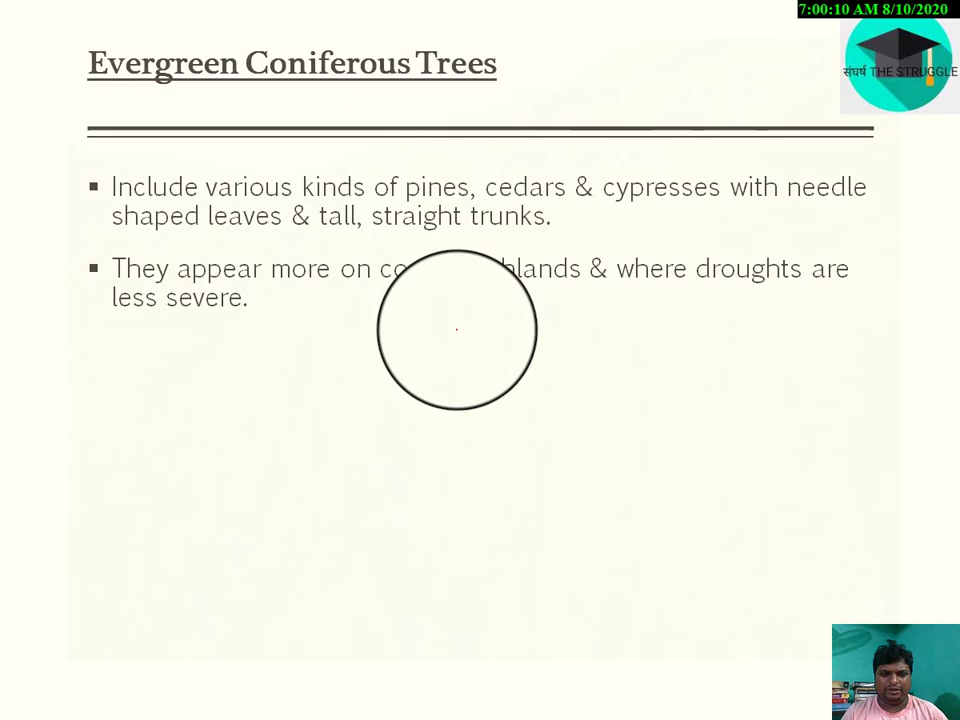 7:00:10 AM 8/10/2020
संघर्ष THE STRUGGLE
Evergreen Coniferous Trees
▪ Include various kinds of pines, cedars & cypresses with needle
shaped leaves & tall, straight trunks.
▪ They appear more on & where droughts are
less severe.